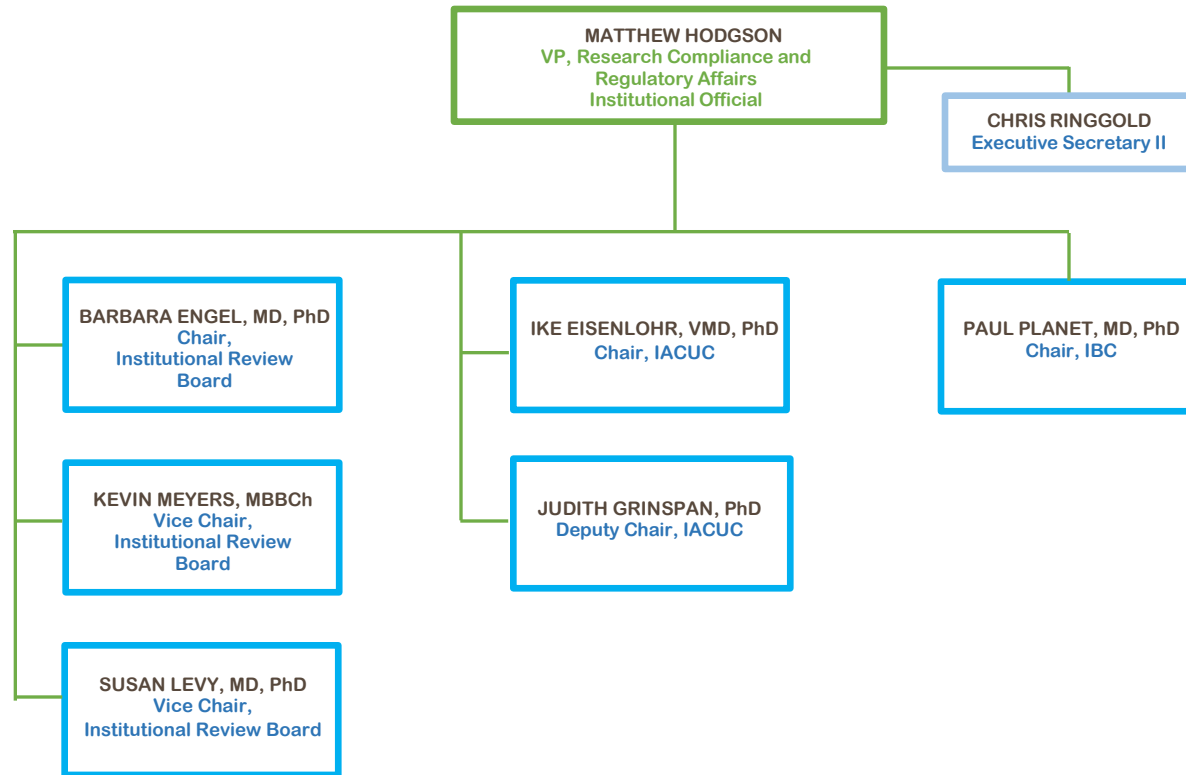 MATTHEW HODGSON
VP, Research Compliance and
Regulatory Affairs
Institutional Official
CHRIS RINGGOLD
Executive Secretary II
BARBARA ENGEL, MD, PhD
Chair,
Institutional Review
Board
IKE EISENLOHR, VMD, PhD
Chair, IACUC
PAUL PLANET, MD, PhD
Chair, IBC
KEVIN MEYERS, MBBCh
Vice Chair,
Institutional Review
Board
JUDITH GRINSPAN, PhD
Deputy Chair, IACUC
SUSAN LEVY, MD, PhD
Vice Chair,
Institutional Review Board